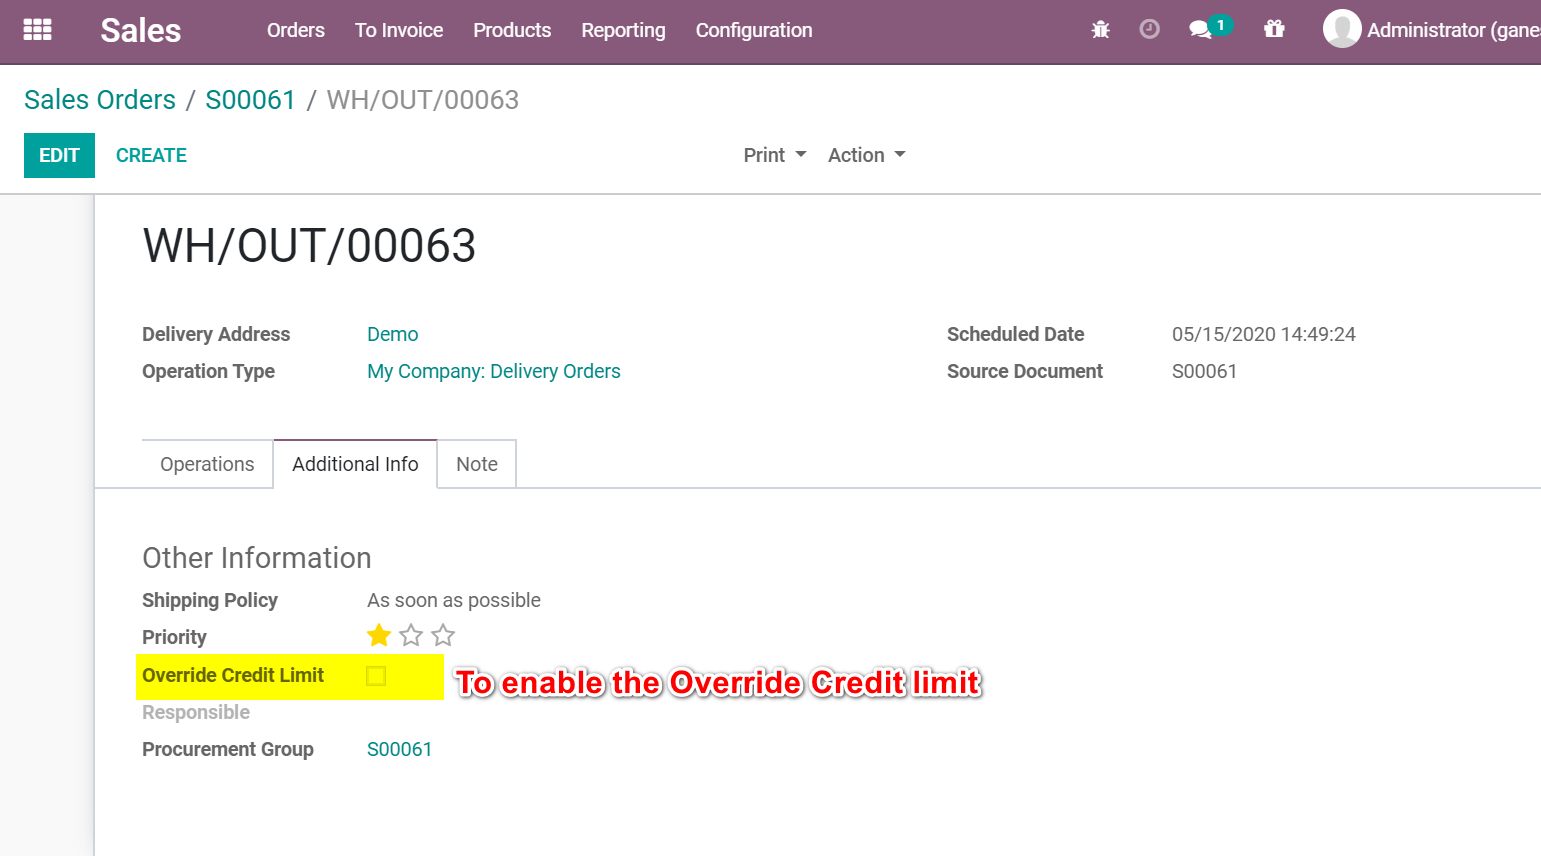 Sales Orders To Invoice Products Reporting Configuration 1 Administrator (gane
Sales Orders / S00061 / WH/OUT/00063
EDIT CREATE Print Action
WH/OUT/00063
Delivery Address Demo Scheduled Date 05/15/2020 14:49:24
Operation Type My Company: Delivery Orders Source Document S00061
Operations Additional Info Note
Other Information
Shipping Policy As soon as possible
Priority
Override Credit Limit To enable the Override Credit limit
Responsible
Procurement Group S00061